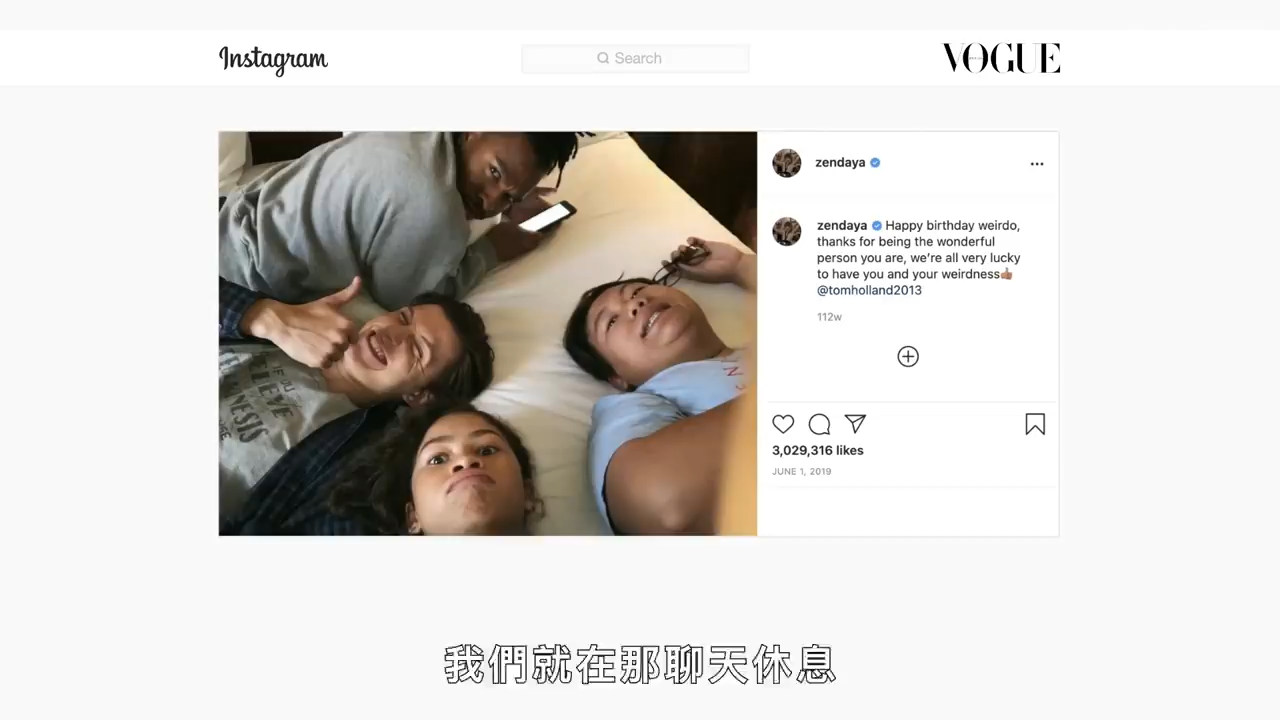 Instagram
Search
VOGUE
zendaya
zendaya Happy birthday weirdo,
thanks for being the wonderful
person you are, we’re all very lucky
to have you and your weirdness
@tomholland2013
112w
3,029,316 likes
JUNE 1, 2019
IF DU
我們就在那聊天休息